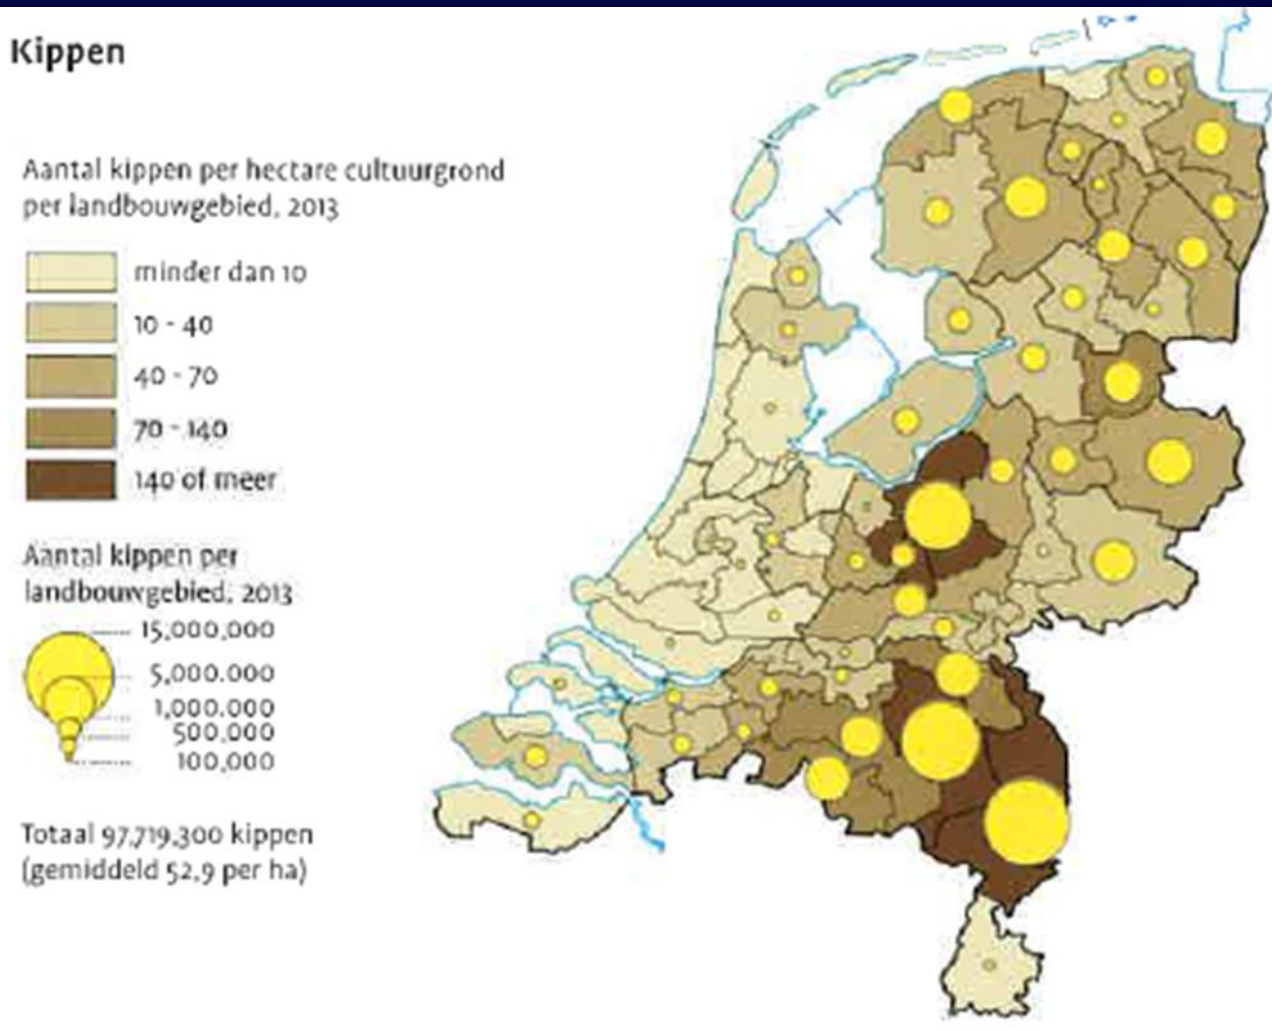 Kippen
Aantal kippen per hectare cultuurgrond
per landbouwgebied, 2013
minder dan 10
10 - 40
40 - 70
70 - 140
140 of meer
Aantal kippen per
landbouwgebied, 2013
15,000,000
5,000.000
1,000.000
500,000
100,000
Totaal 97,719,300 kippen
(gemiddeld 52,9 per ha)